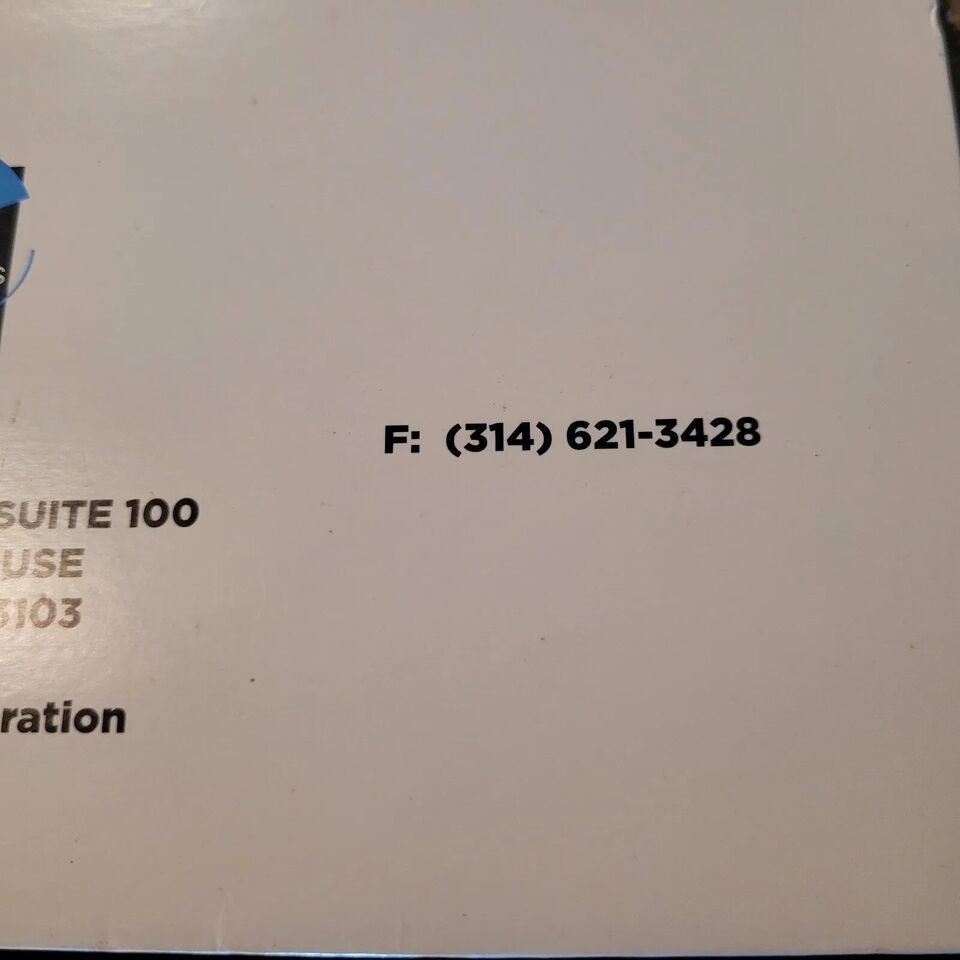 F: (314) 621-3428
SUITE 100
USE
3103
ration